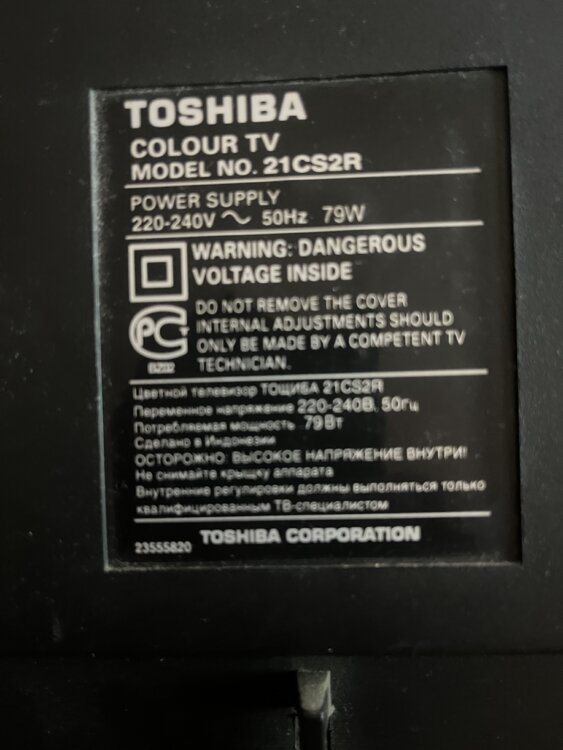 TOSHIBA
COLOUR TV
MODEL NO. 21CS2R
POWER SUPPLY
220-240V ~ 50Hz 79W
WARNING: DANGEROUS
VOLTAGE INSIDE
DO NOT REMOVE THE COVER
INTERNAL ADJUSTMENTS SHOULD
ONLY BE MADE BY A COMPETENT TV
TECHNICIAN.
Цветной телевизор ТОЩИБА 21CS2R
Переменное напряжение 220-240В, 50гц
Потребляемая мощность 79Вт
Сделано в Индонезии
ОСТОРОЖНО: ВЫСОКОЕ НАПРЯЖЕНИЕ ВНУТРИ!
Не снимайте крыщку аппарата
Внутренние регулировки должны выполняться только
квалифицированным ТВ-специалистом
23555820 TOSHIBA CORPORATION